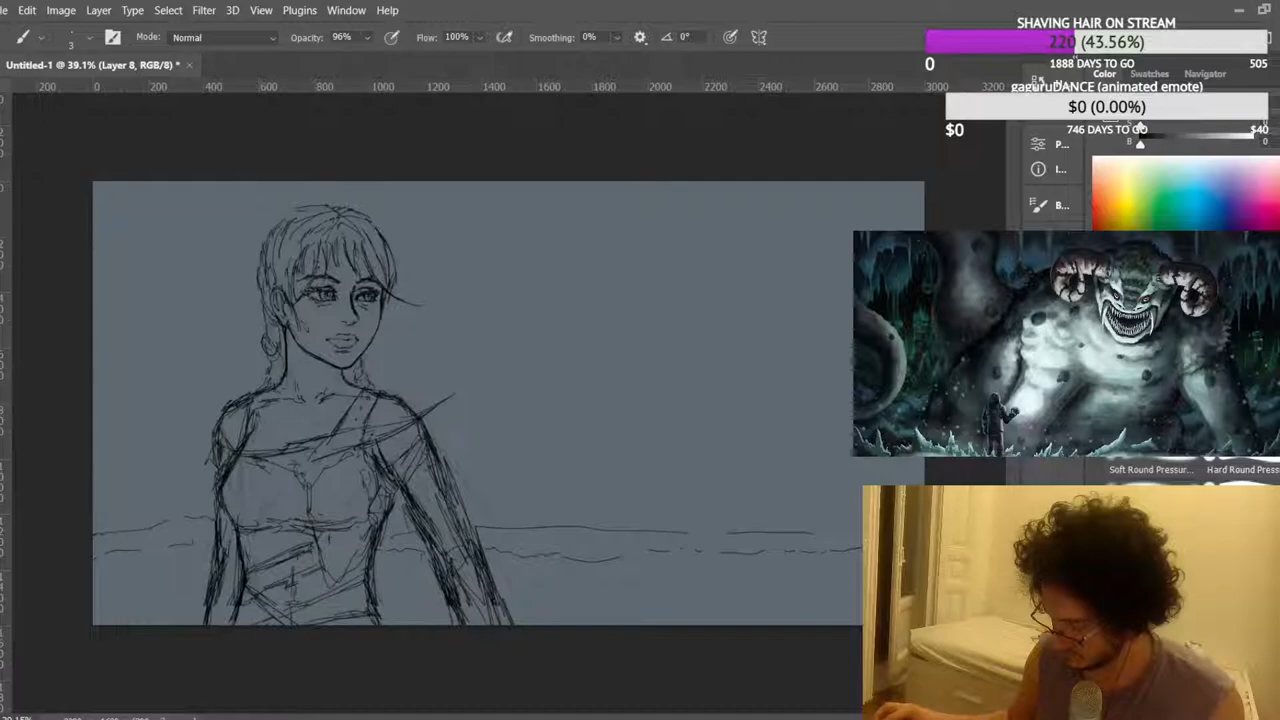 Edit Image Layer Type Select Filter 3D View Plugins Window Help
3 Mode: Normal Opacity: 96% Flow: 100% Smoothing: 0% 0°
SHAVING HAIR ON STREAM
220 (43.56%)
0 1888 DAYS TO GO 505
Untitled-1 @ 39.1% (Layer 8, RGB/8) *
Color Swatches Navigator
200 0 200 400 600 800 1000 1200 1400 1600 1800 2000 2200 2400 2600 2800 3000 3200
gaguruDANCE (animated emote)
$0 (0.00%)
$0 746 DAYS TO GO $40
B 0
P...
I...
B...
Soft Round Pressur... Hard Round Press